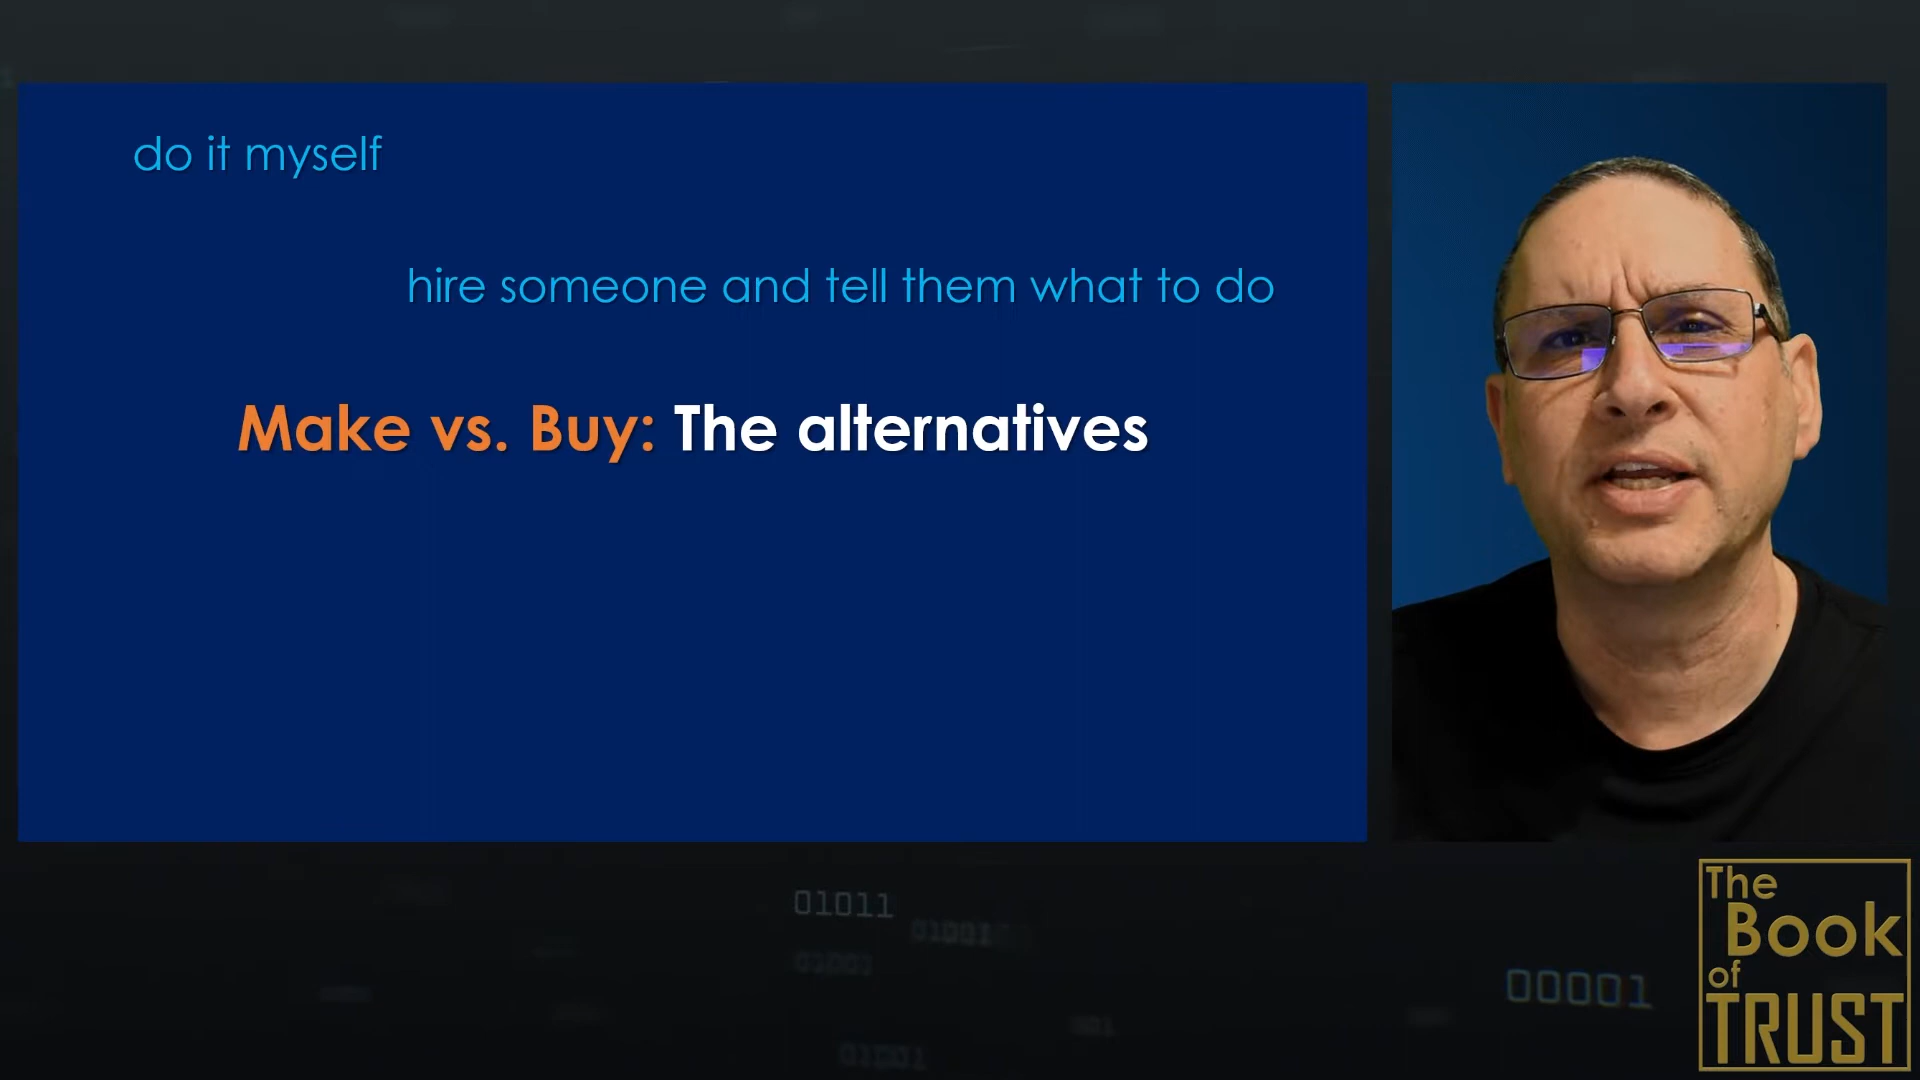 do it myself
hire someone and tell them what to do
Make vs. Buy: The alternatives
01011
01001
00001
The
Book
of
TRUST